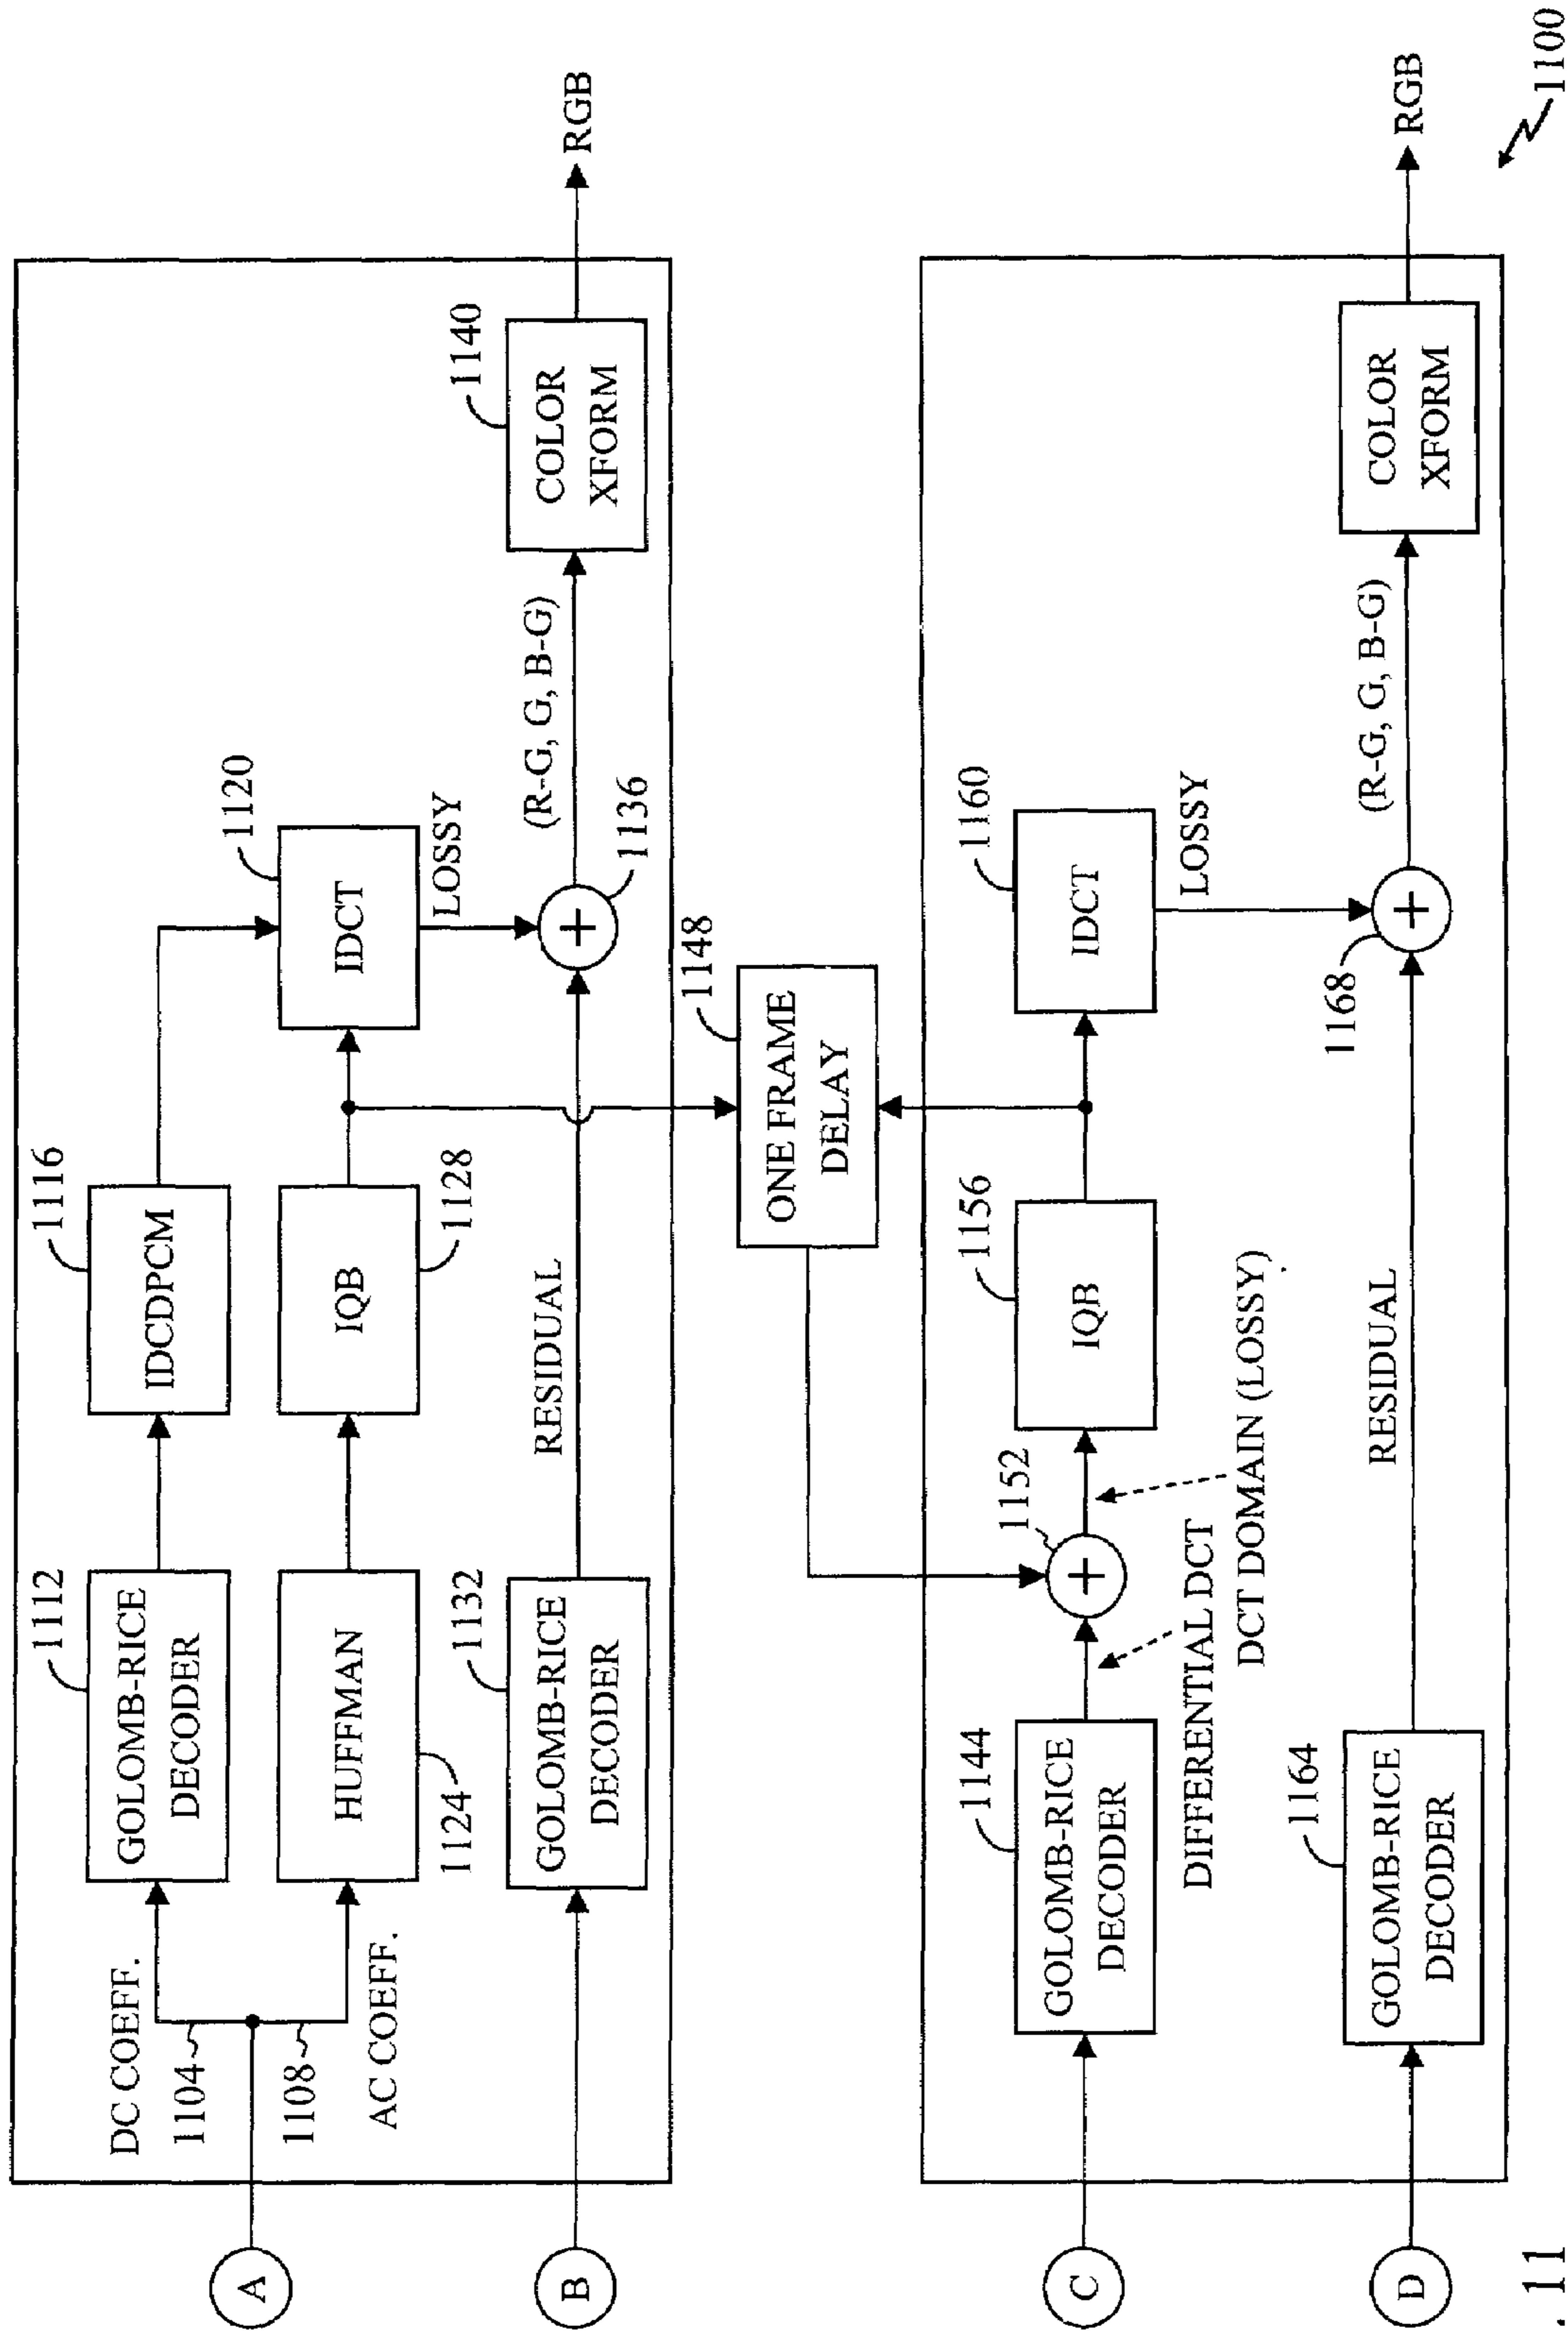 A
DC COEFF.
1104
1108
AC COEFF.
1112
GOLOMB-RICE
DECODER
1116
IDCDPCM
HUFFMAN
1124
IQB
1128
1120
IDCT
LOSSY
B
1132
GOLOMB-RICE
DECODER
RESIDUAL
+
1136
(R-G, G, B-G)
1140
COLOR
XFORM
RGB
1148
ONE FRAME
DELAY
C
1144
GOLOMB-RICE
DECODER
DIFFERENTIAL DCT
1152
+
DCT DOMAIN (LOSSY)
1156
IQB
1160
IDCT
LOSSY
D
1164
GOLOMB-RICE
DECODER
RESIDUAL
1168
+
(R-G, G, B-G)
COLOR
XFORM
RGB
1100
. 11